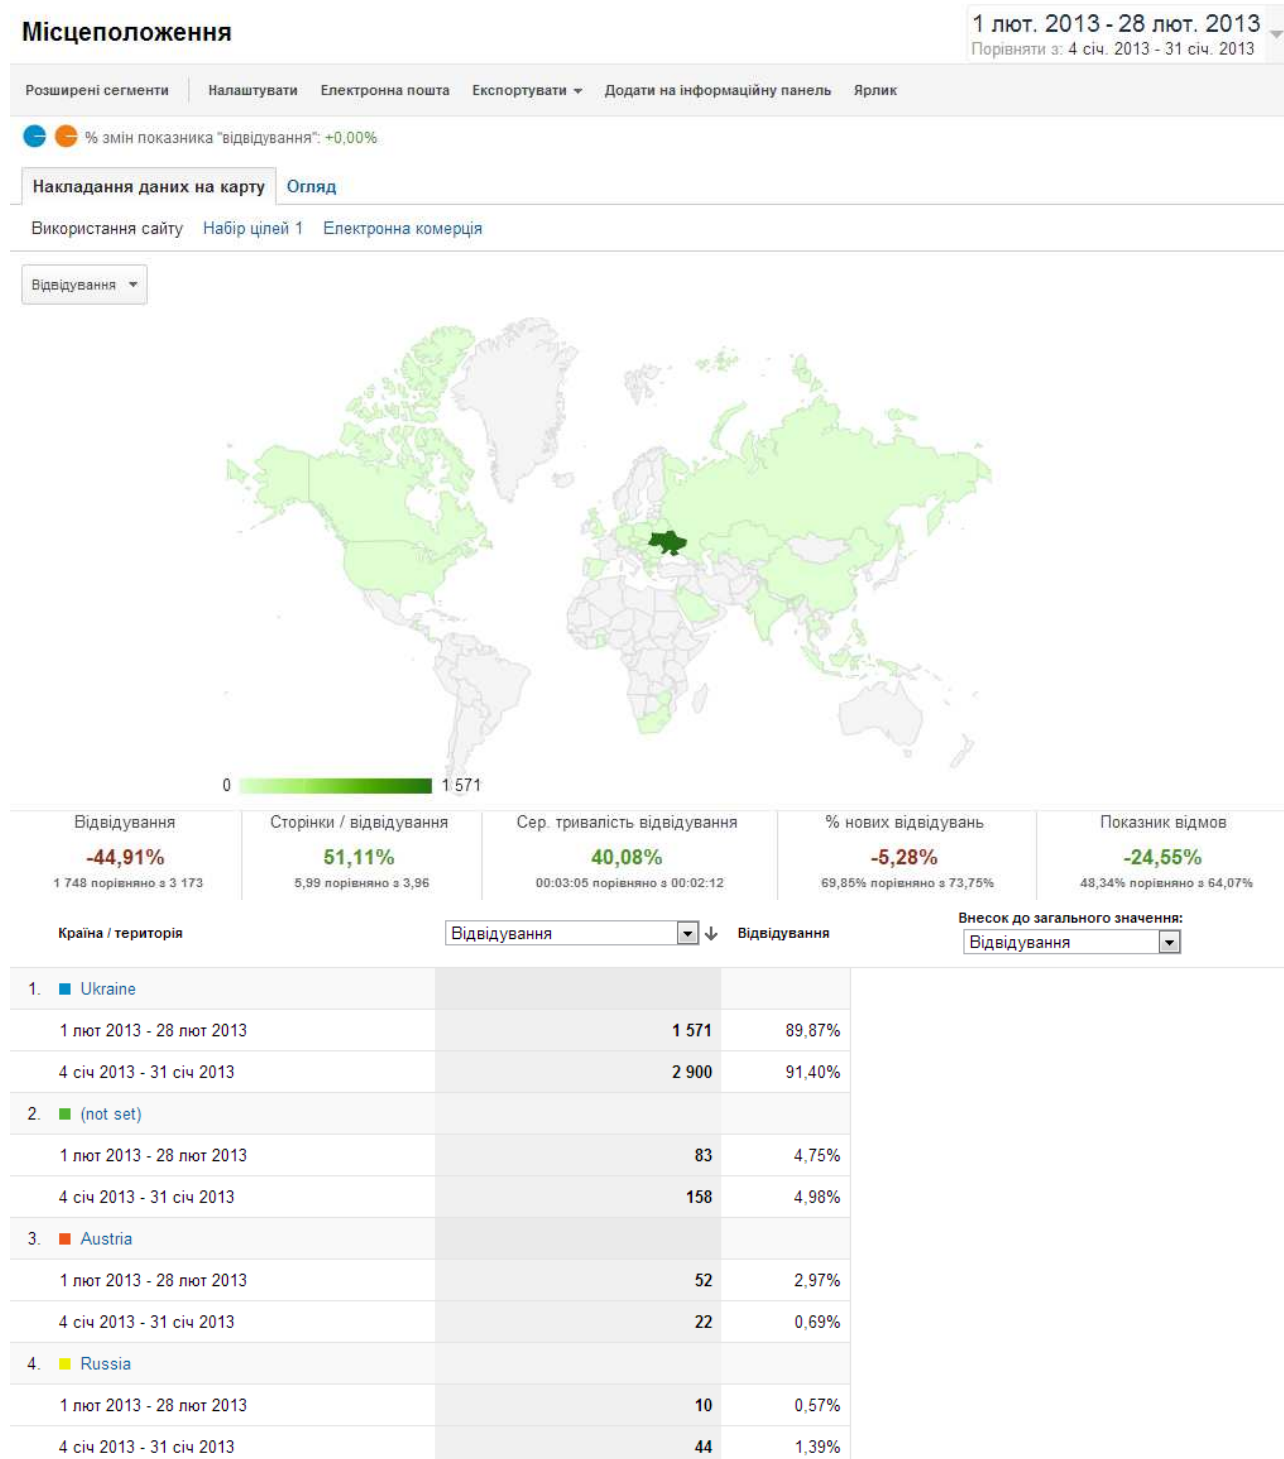 Місцеположення
1 лют. 2013 - 28 лют. 2013
Порівняти з: 4 січ. 2013 - 31 січ. 2013
Розширені сегменти Налаштувати Електронна пошта Експортувати Додати на інформаційну панель Ярлик
% змін показника "відвідування": +0,00%
Накладання даних на карту Огляд
Використання сайту Набір цілей 1 Електронна комерція
Відвідування
0 1 571
Відвідування Сторінки / відвідування Сер. тривалість відвідування % нових відвідувань Показник відмов
-44,91% 51,11% 40,08% -5,28% -24,55%
1 748 порівняно з 3 173 5,99 порівняно з 3,96 00:03:05 порівняно з 00:02:12 69,85% порівняно з 73,75% 48,34% порівняно з 64,07%
Країна / територія Відвідування Відвідування Внесок до загального значення:
Відвідування
1. Ukraine
1 лют 2013 - 28 лют 2013 1 571 89,87%
4 січ 2013 - 31 січ 2013 2 900 91,40%
2. (not set)
1 лют 2013 - 28 лют 2013 83 4,75%
4 січ 2013 - 31 січ 2013 158 4,98%
3. Austria
1 лют 2013 - 28 лют 2013 52 2,97%
4 січ 2013 - 31 січ 2013 22 0,69%
4. Russia
1 лют 2013 - 28 лют 2013 10 0,57%
4 січ 2013 - 31 січ 2013 44 1,39%